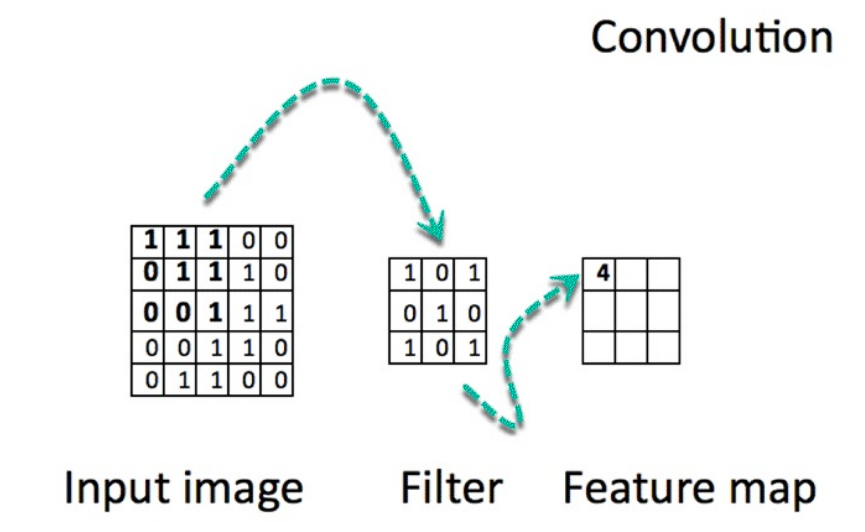 Convolution
1 1 1 0 0
0 1 1 1 0
0 0 1 1 1
0 0 1 1 0
0 1 1 0 0
1 0 1
0 1 0
1 0 1
4
Input image
Filter
Feature map